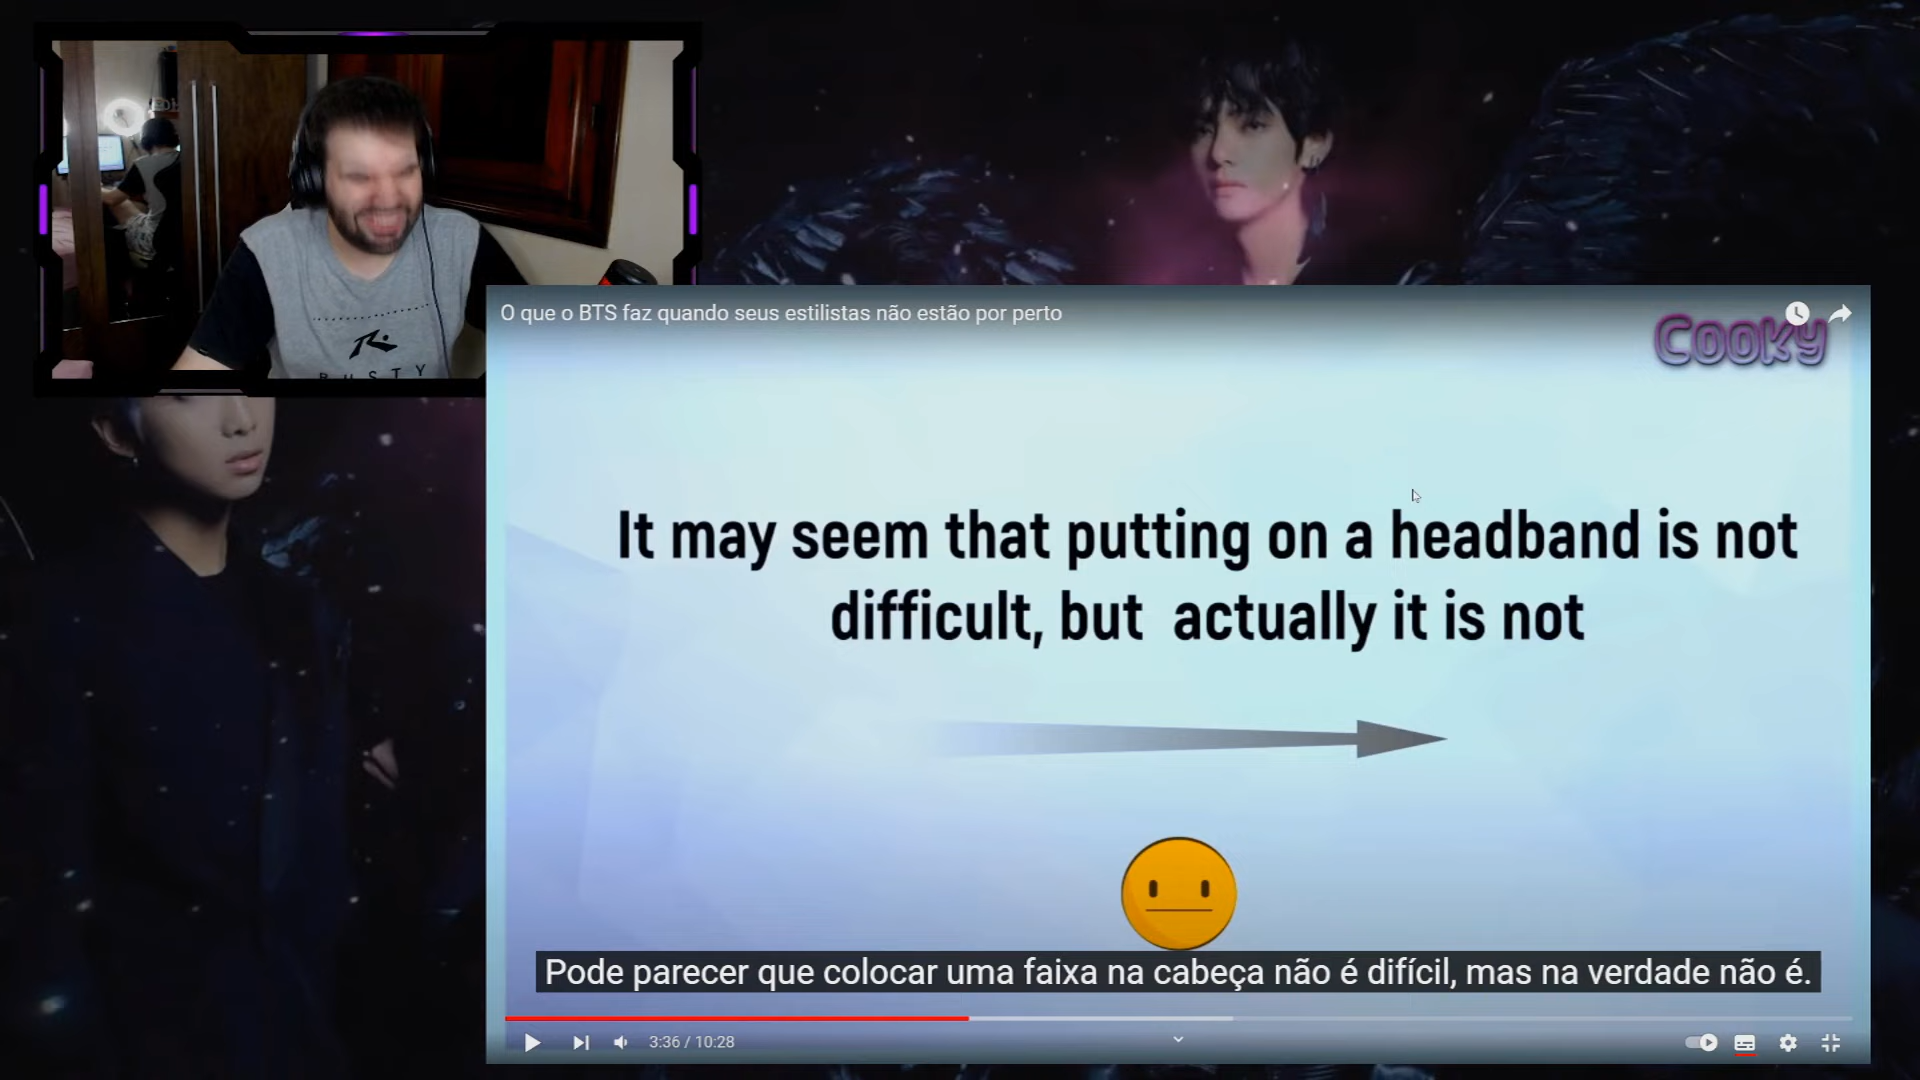 RUSTY
O que o BTS faz quando seus estilistas não estão por perto
Cooky
It may seem that putting on a headband is not
difficult, but actually it is not
Pode parecer que colocar uma faixa na cabeça não é difícil, mas na verdade não é.
3:36 / 10:28